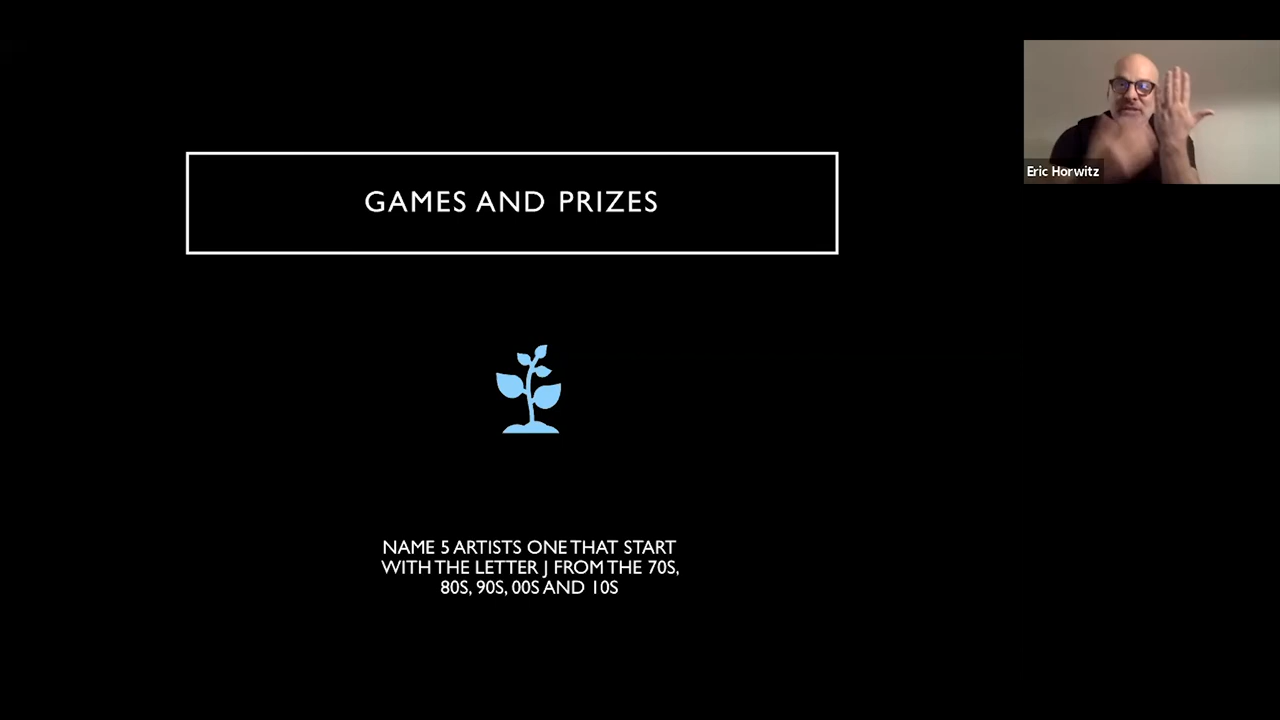 GAMES AND PRIZES
Eric Horwitz
NAME 5 ARTISTS ONE THAT START
WITH THE LETTER J FROM THE 70S,
80S, 90S, 00S AND 10S